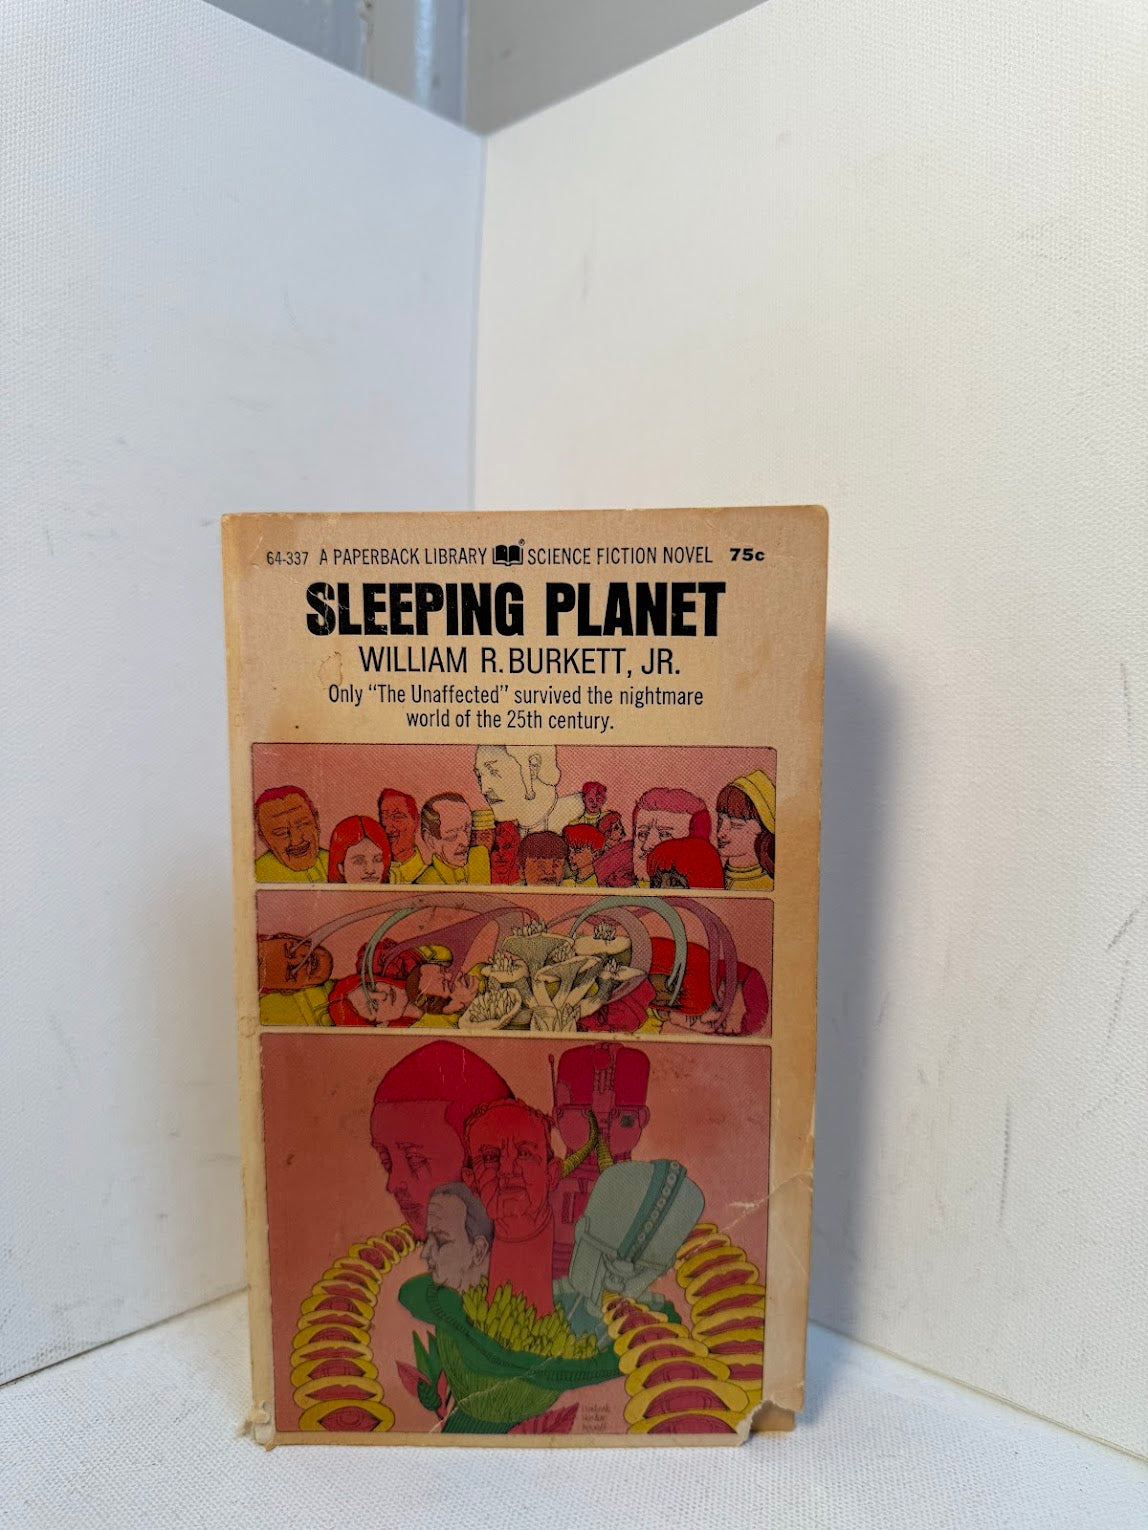 64-337 A PAPERBACK LIBRARY ® SCIENCE FICTION NOVEL 75c
SLEEPING PLANET
WILLIAM R. BURKETT, JR.
Only “The Unaffected” survived the nightmare
world of the 25th century.